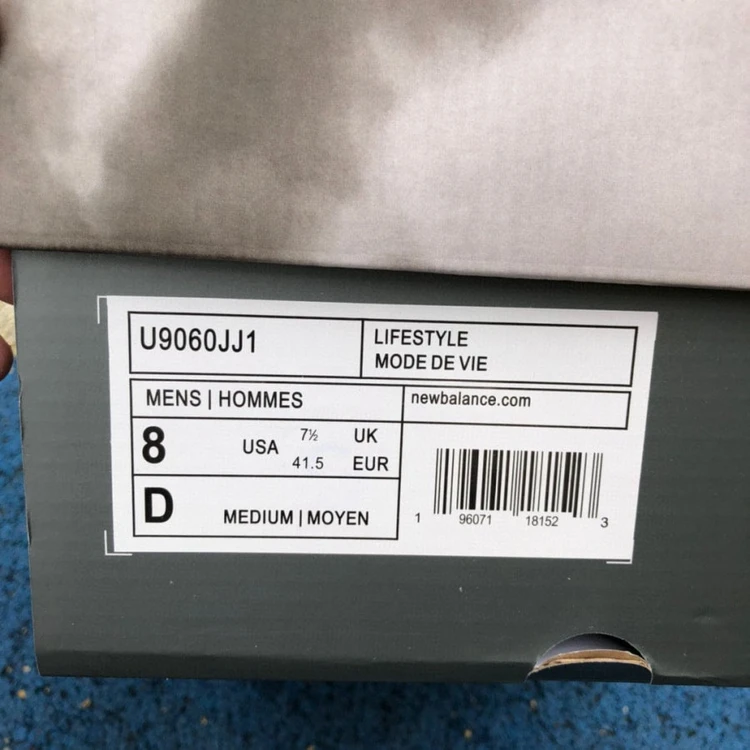 U9060JJ1
LIFESTYLE
MODE DE VIE
MENS | HOMMES
newbalance.com
8 USA 7½ UK
41.5 EUR
D MEDIUM | MOYEN
1 96071 18152 3